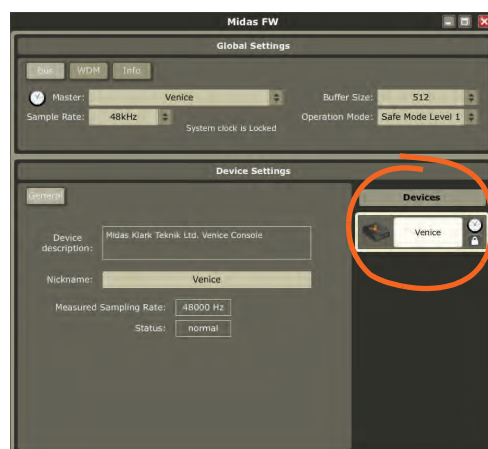 Midas FW
Global Settings
Bus WDM Info
Master: Venice Buffer Size: 512
Sample Rate: 48kHz Operation Mode: Safe Mode Level 1
System clock is Locked
Device Settings
General Devices
Venice
Device description: Midas Klark Teknik Ltd. Venice Console
Nickname: Venice
Measured Sampling Rate: 48000 Hz
Status: normal